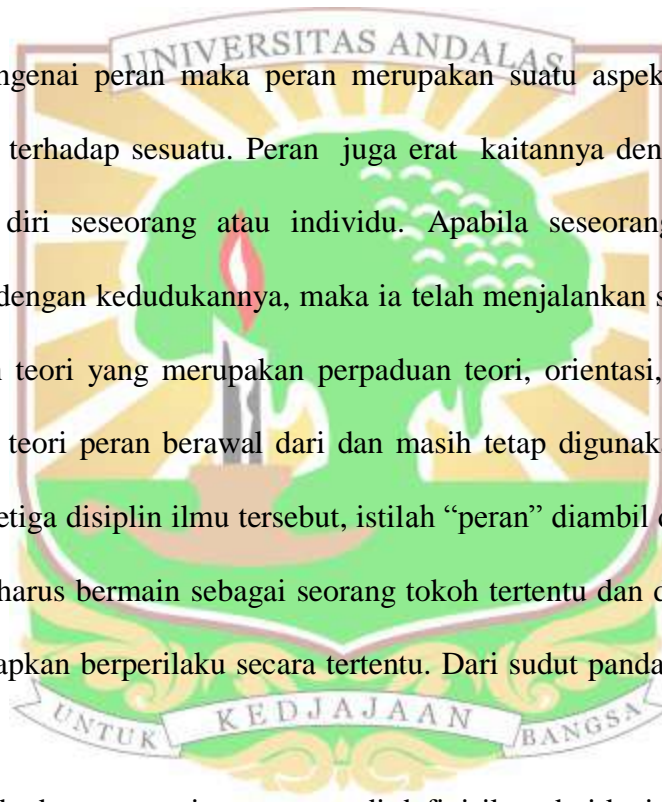 UNIVERSITAS ANDALAS
ngenai peran maka peran merupakan suatu aspek
terhadap sesuatu. Peran juga erat kaitannya den
diri seseorang atau individu. Apabila seseorang
dengan kedudukannya, maka ia telah menjalankan s
teori yang merupakan perpaduan teori, orientasi,
teori peran berawal dari dan masih tetap digunak
etiga disiplin ilmu tersebut, istilah “peran” diambil d
harus bermain sebagai seorang tokoh tertentu dan d
apkan berperilaku secara tertentu. Dari sudut panda
UNTUK KEDJAJAAN BANGSA